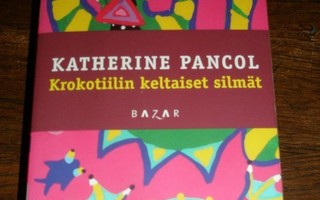 KATHERINE PANCOL
Krokotiilin keltaiset silmät
BAZAR